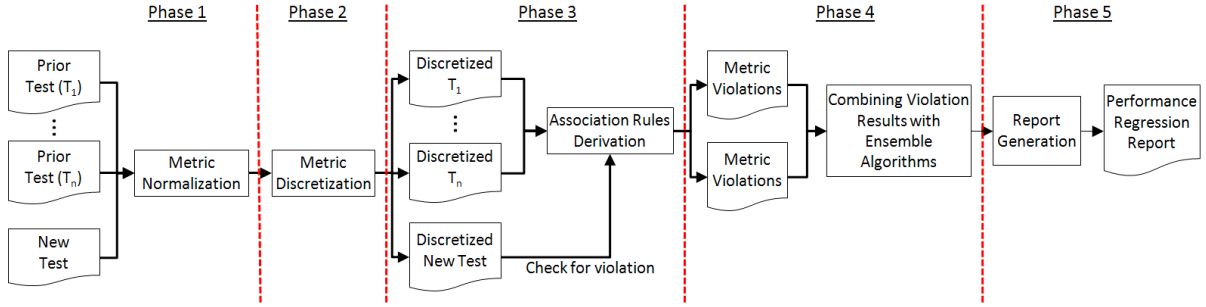 Phase 1
Phase 2
Phase 3
Phase 4
Phase 5
Prior
Test (T1)
⋮
Prior
Test (Tn)
New
Test
Metric
Normalization
Metric
Discretization
Discretized
T1
⋮
Discretized
Tn
Discretized
New Test
Association Rules
Derivation
Check for violation
Metric
Violations
Metric
Violations
Combining Violation
Results with
Ensemble
Algorithms
Report
Generation
Performance
Regression
Report